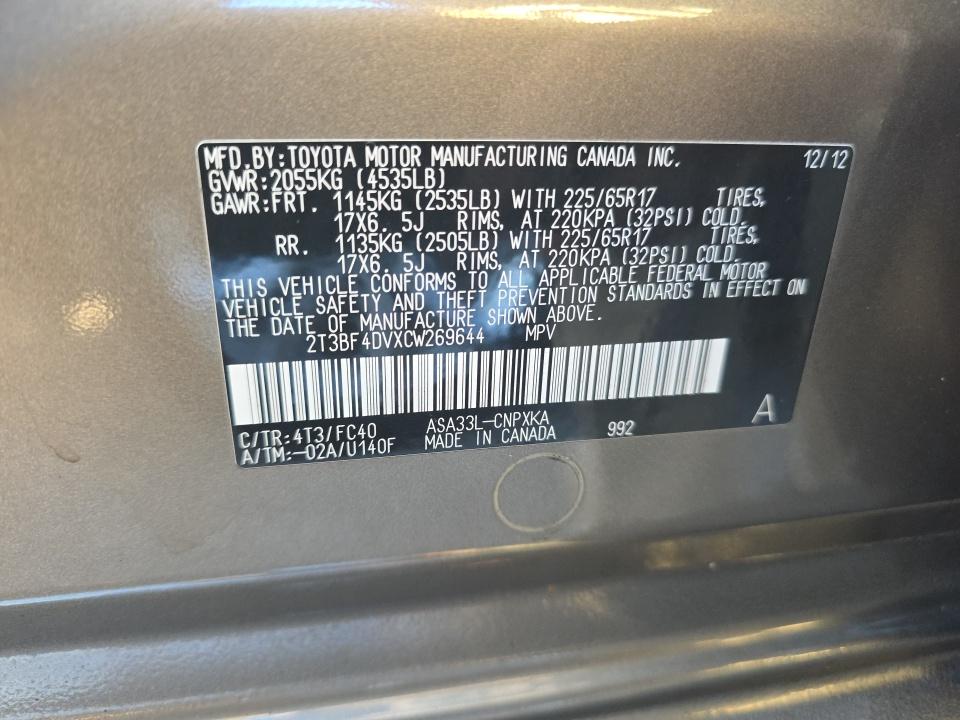 MFD.BY:TOYOTA MOTOR MANUFACTURING CANADA INC. 12/12
GVWR:2055KG (4535LB)
GAWR:FRT. 1145KG (2535LB) WITH 225/65R17 TIRES,
17X6.5J RIMS, AT 220KPA (32PSI) COLD.
RR. 1135KG (2505LB) WITH 225/65R17 TIRES,
17X6.5J RIMS, AT 220KPA (32PSI) COLD.
THIS VEHICLE CONFORMS TO ALL APPLICABLE FEDERAL MOTOR
VEHICLE SAFETY AND THEFT PREVENTION STANDARDS IN EFFECT ON
THE DATE OF MANUFACTURE SHOWN ABOVE.
2T3BF4DVXCW269644 MPV
C/TR:4T3/FC40 ASA33L-CNPXKA 992 A
A/TM:-02A/U140F MADE IN CANADA